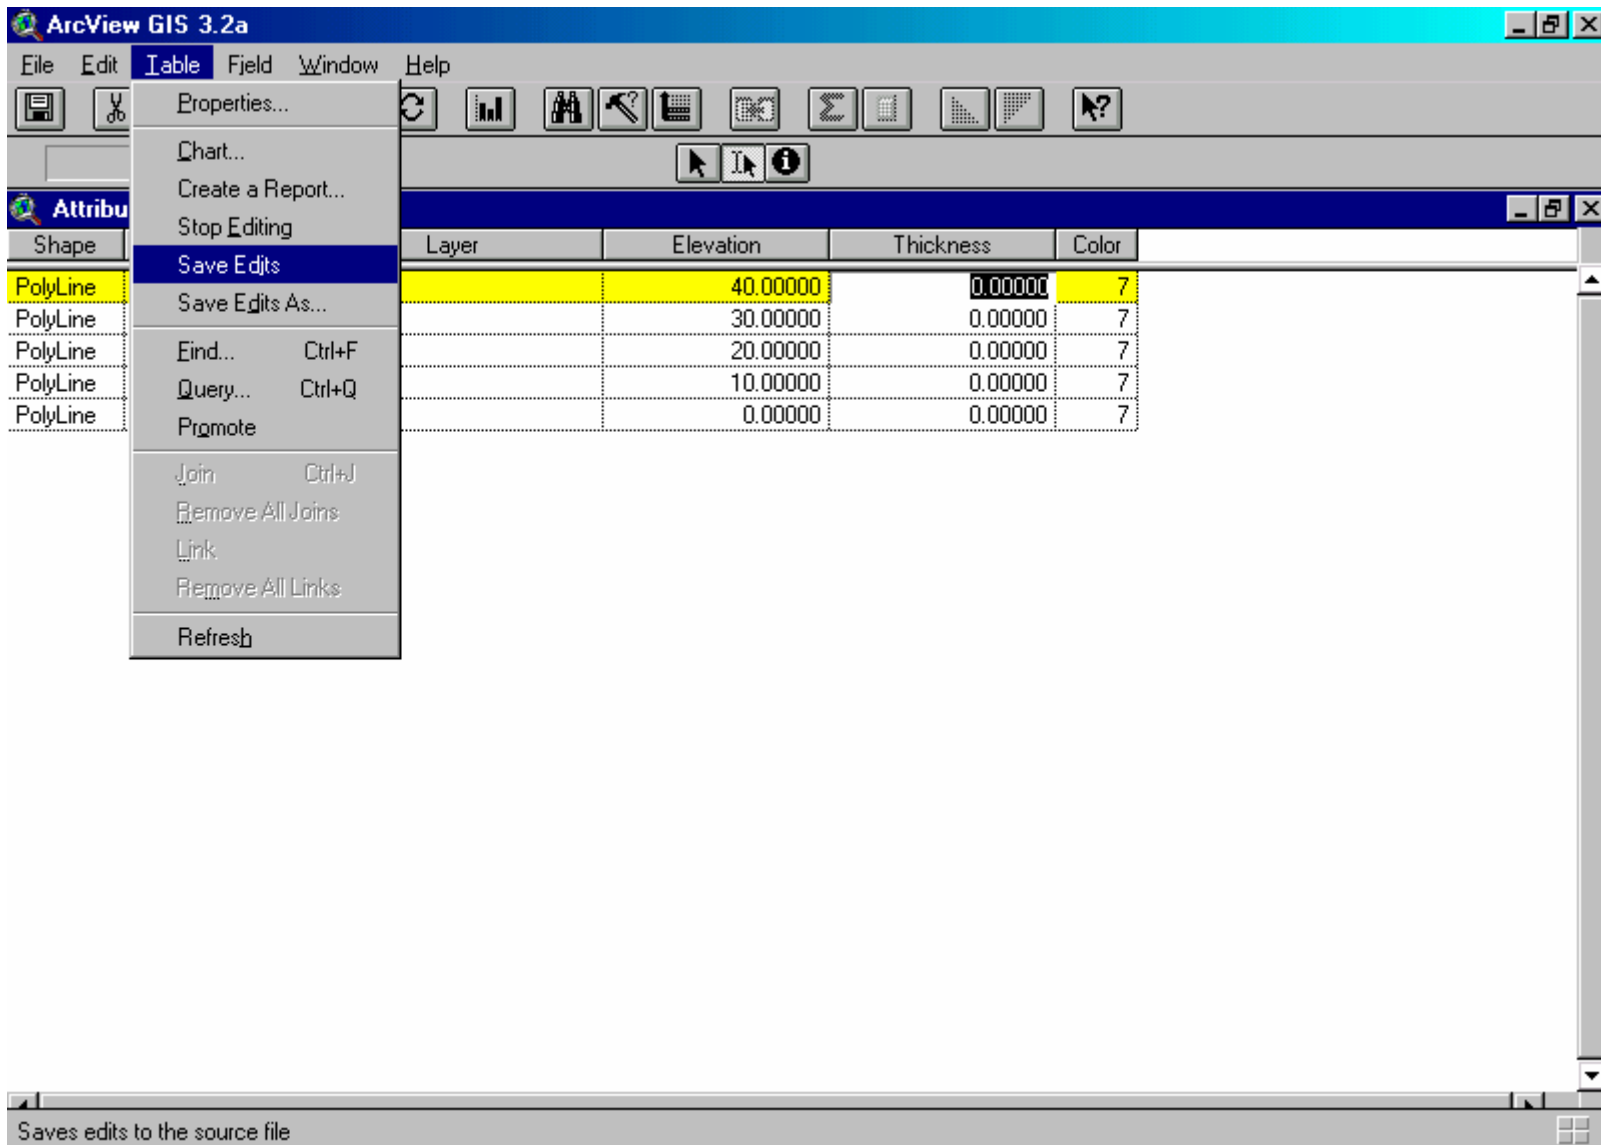 ArcView GIS 3.2a
File Edit Table Field Window Help
Properties...
Chart...
Create a Report...
Stop Editing
Save Edits
Save Edits As...
Find... Ctrl+F
Query... Ctrl+Q
Promote
Join Ctrl+J
Remove All Joins
Link
Remove All Links
Refresh
Attribu
Shape Layer Elevation Thickness Color
PolyLine 40.00000 0.00000 7
PolyLine 30.00000 0.00000 7
PolyLine 20.00000 0.00000 7
PolyLine 10.00000 0.00000 7
PolyLine 0.00000 0.00000 7
Saves edits to the source file